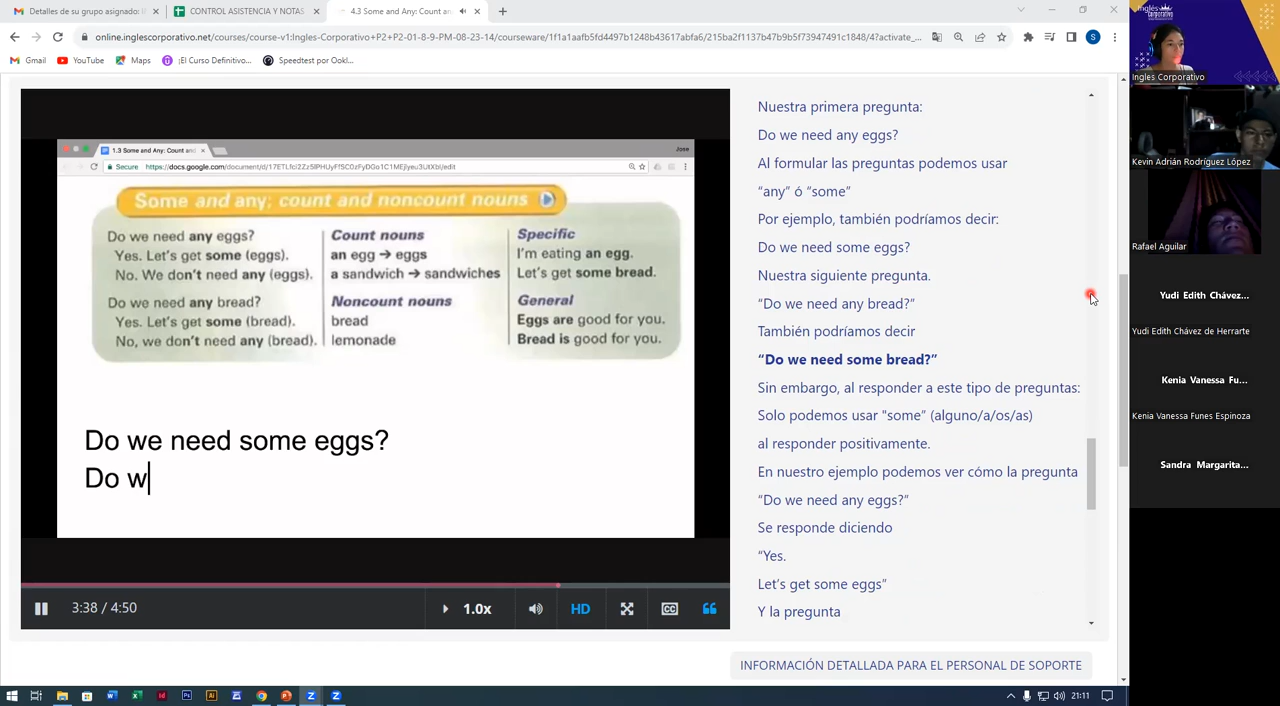 Detalles de su grupo asignado: I
CONTROL ASISTENCIA Y NOTAS
4.3 Some and Any: Count an
online.inglescorporativo.net/courses/course-v1:Ingles-Corporativo+P2+P2-01-8-9-PM-08-23-14/courseware/1f1a1aafb5fd4497b1248b43617abfa6/215ba2f1137b47b9b5f73947491c1848/4?activate_...
Gmail
YouTube
Maps
¡El Curso Definitivo...
Speedtest por Ookl...
1.3 Some and Any: Count and
Jose
Secure
Some and any; count and noncount nouns
Do we need any eggs?
Yes. Let's get some (eggs).
No. We don't need any (eggs).
Do we need any bread?
Yes. Let's get some (bread).
No, we don't need any (bread).
Count nouns
an egg → eggs
a sandwich → sandwiches
Noncount nouns
bread
lemonade
Specific
I'm eating an egg.
Let's get some bread.
General
Eggs are good for you.
Bread is good for you.
Do we need some eggs?
Do w
3:38 / 4:50
1.0x
HD
CC
Nuestra primera pregunta:
Do we need any eggs?
Al formular las preguntas podemos usar
“any” ó “some”
Por ejemplo, también podríamos decir:
Do we need some eggs?
Nuestra siguiente pregunta.
“Do we need any bread?”
También podríamos decir
“Do we need some bread?”
Sin embargo, al responder a este tipo de preguntas:
Solo podemos usar "some" (alguno/a/os/as)
al responder positivamente.
En nuestro ejemplo podemos ver cómo la pregunta
“Do we need any eggs?”
Se responde diciendo
“Yes.
Let’s get some eggs”
Y la pregunta
INFORMACIÓN DETALLADA PARA EL PERSONAL DE SOPORTE
Inglés
Corporativo
Ingles Corporativo
Kevin Adrián Rodríguez López
Rafael Aguilar
Yudi Edith Chávez...
Yudi Edith Chávez de Herrarte
Kenia Vanessa Fu...
Kenia Vanessa Funes Espinoza
Sandra Margarita...
21:11